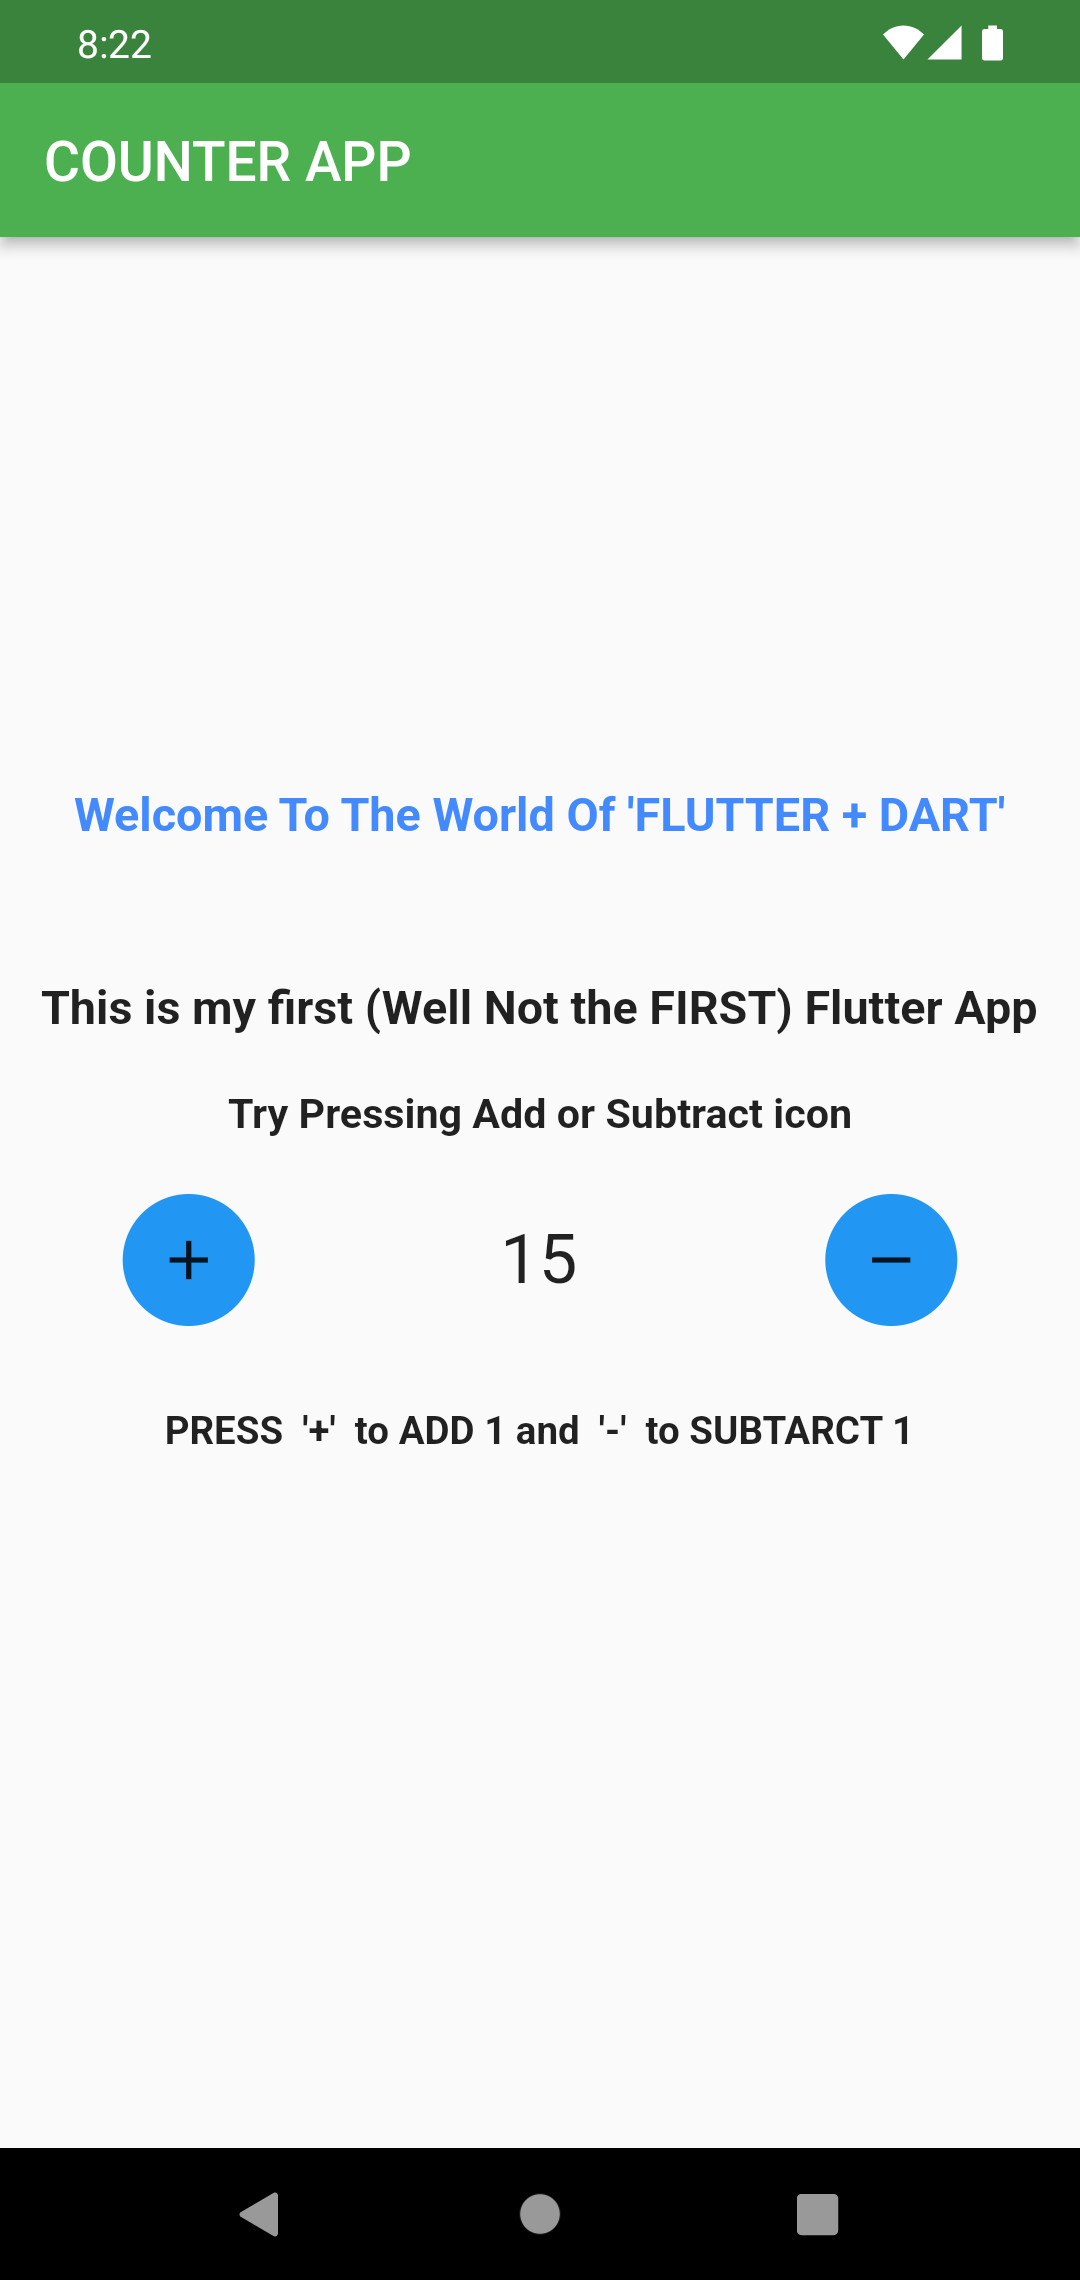 8:22
COUNTER APP
Welcome To The World Of 'FLUTTER + DART'
This is my first (Well Not the FIRST) Flutter App
Try Pressing Add or Subtract icon
+ 15 −
PRESS '+' to ADD 1 and '-' to SUBTARCT 1